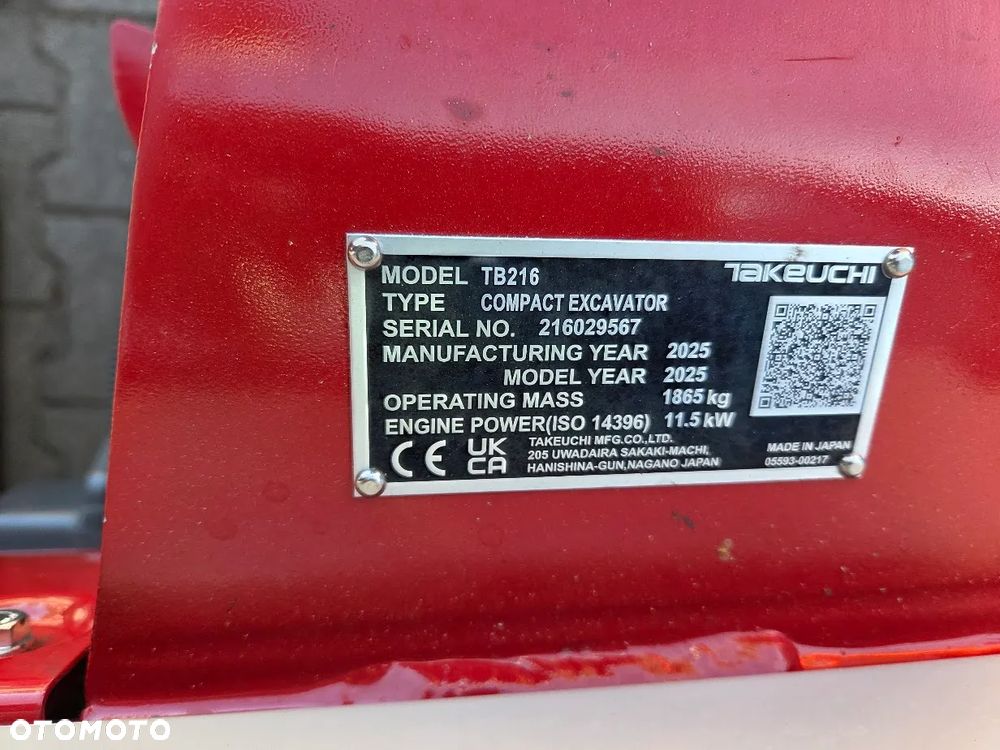 TAKEUCHI
MODEL TB216
TYPE COMPACT EXCAVATOR
SERIAL NO. 216029567
MANUFACTURING YEAR 2025
MODEL YEAR 2025
OPERATING MASS 1865 kg
ENGINE POWER(ISO 14396) 11.5 kW
CE UK CA
TAKEUCHI MFG.CO.,LTD.
205 UWADAIRA SAKAKI-MACHI,
HANISHINA-GUN,NAGANO JAPAN
MADE IN JAPAN
05593-00217
OTOMOTO